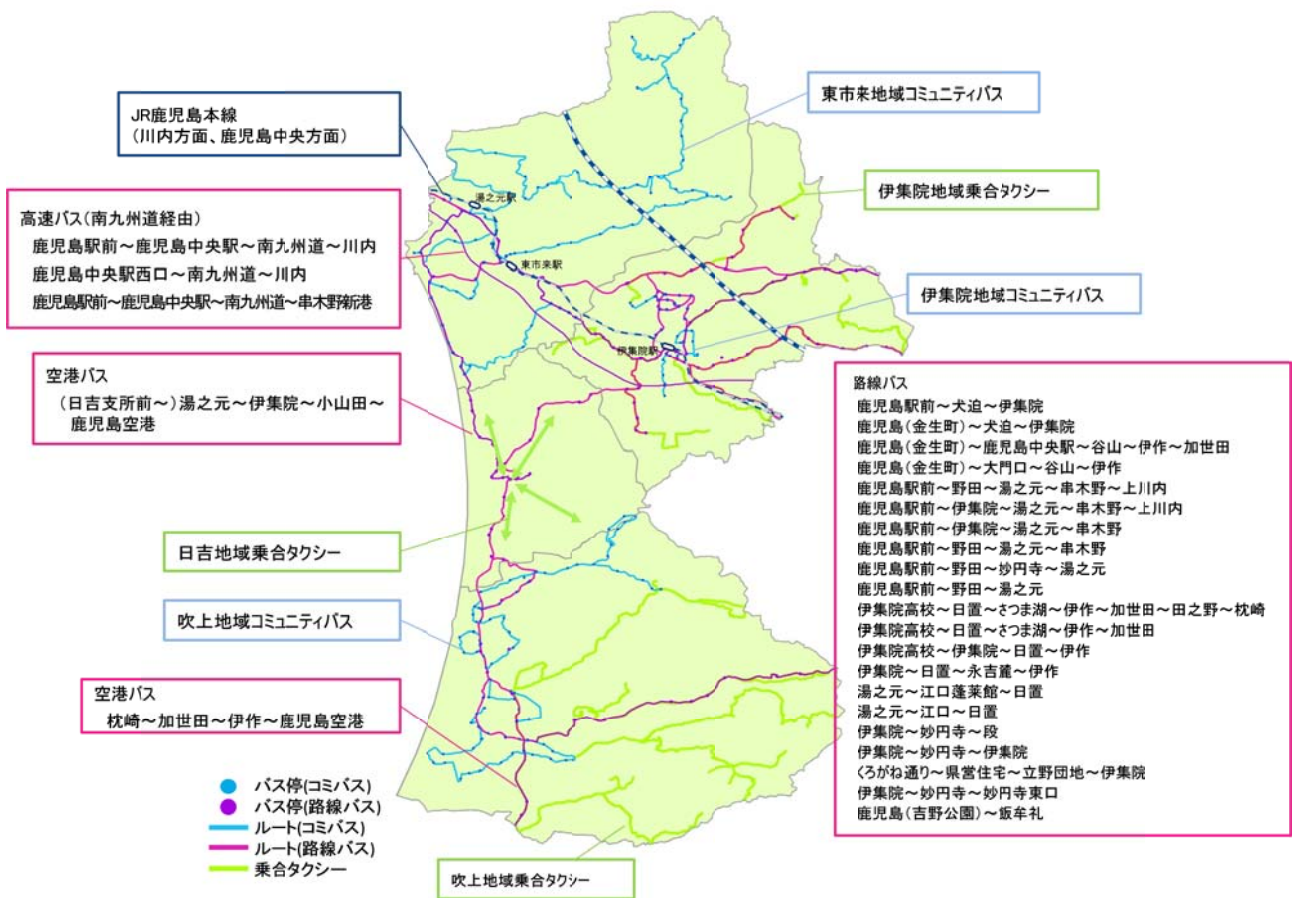 JR鹿児島本線
(川内方面、鹿児島中央方面)
高速バス(南九州道経由)
鹿児島駅前～鹿児島中央駅～南九州道～川内
鹿児島中央駅西口～南九州道～川内
鹿児島駅前～鹿児島中央駅～南九州道～串木野新港
空港バス
(日吉支所前～)湯之元～伊集院～小山田～
鹿児島空港
日吉地域乗合タクシー
吹上地域コミュニティバス
空港バス
枕崎～加世田～伊作～鹿児島空港
バス停(コミバス)
バス停(路線バス)
ルート(コミバス)
ルート(路線バス)
乗合タクシー
湯之元駅
東市来駅
伊集院駅
東市来地域コミュニティバス
伊集院地域乗合タクシー
伊集院地域コミュニティバス
路線バス
鹿児島駅前～犬迫～伊集院
鹿児島(金生町)～犬迫～伊集院
鹿児島(金生町)～鹿児島中央駅～谷山～伊作～加世田
鹿児島(金生町)～大門口～谷山～伊作
鹿児島駅前～野田～湯之元～串木野～上川内
鹿児島駅前～伊集院～湯之元～串木野～上川内
鹿児島駅前～伊集院～湯之元～串木野
鹿児島駅前～野田～湯之元～串木野
鹿児島駅前～野田～妙円寺～湯之元
鹿児島駅前～野田～湯之元
伊集院高校～日置～さつま湖～伊作～加世田～田之野～枕崎
伊集院高校～日置～さつま湖～伊作～加世田
伊集院高校～伊集院～日置～伊作
伊集院～日置～永吉麓～伊作
湯之元～江口蓬莱館～日置
湯之元～江口～日置
伊集院～妙円寺～段
伊集院～妙円寺～伊集院
くろがね通り～県営住宅～立野団地～伊集院
伊集院～妙円寺～妙円寺東口
鹿児島(吉野公園)～飯牟礼
吹上地域乗合タクシー